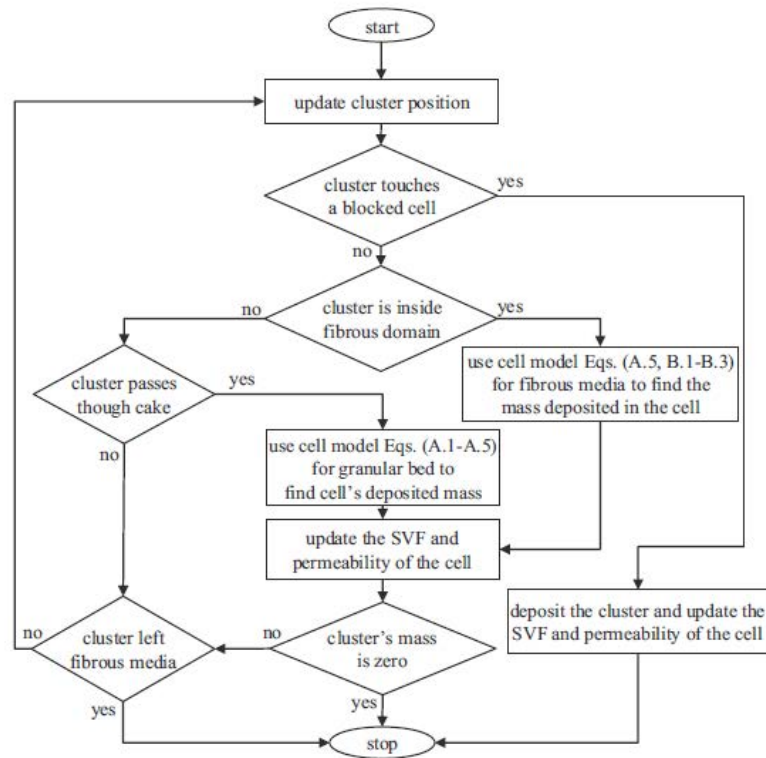 start
update cluster position
cluster touches
a blocked cell
yes
no
cluster is inside
fibrous domain
no
yes
cluster passes
though cake
yes
no
use cell model Eqs. (A.5, B.1-B.3)
for fibrous media to find the
mass deposited in the cell
use cell model Eqs. (A.1-A.5)
for granular bed to
find cell's deposited mass
update the SVF and
permeability of the cell
deposit the cluster and update the
SVF and permeability of the cell
cluster left
fibrous media
no
yes
cluster's mass
is zero
no
yes
stop